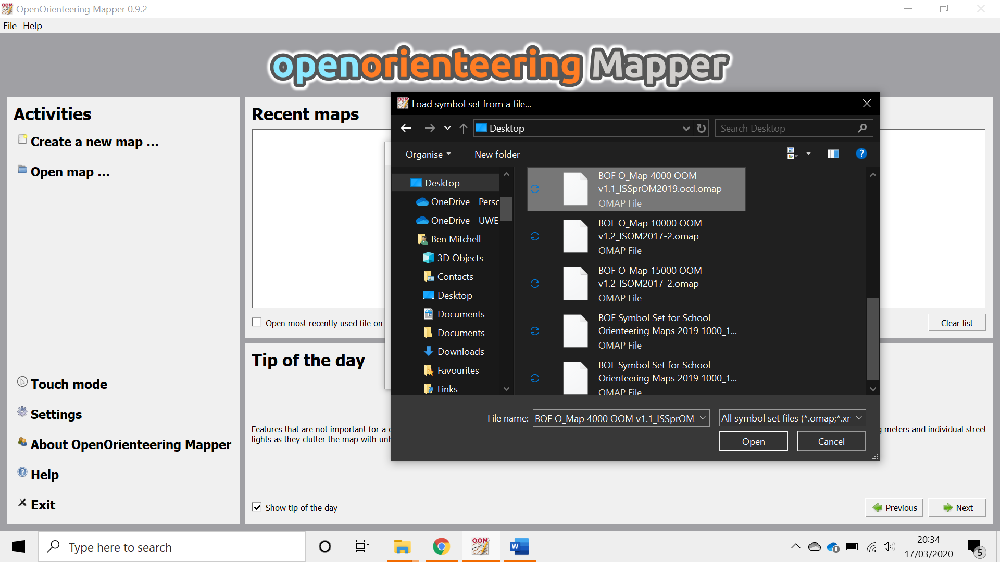 OpenOrienteering Mapper 0.9.2
File Help
openorienteering Mapper
Activities
Create a new map ...
Open map ...
Touch mode
Settings
About OpenOrienteering Mapper
Help
Exit
Recent maps
Open most recently used file on
Clear list
Tip of the day
Features that are not important for a
lights as they clutter the map with
meters and individual street
Show tip of the day
Previous
Next
Load symbol set from a file...
Desktop
Search Desktop
Organise
New folder
Desktop
OneDrive - Persc
OneDrive - UWE
Ben Mitchell
3D Objects
Contacts
Desktop
Documents
Documents
Downloads
Favourites
Links
BOF O_Map 4000 OOM
v1.1_ISSprOM2019.ocd.omap
OMAP File
BOF O_Map 10000 OOM
v1.2_ISOM2017-2.omap
OMAP File
BOF O_Map 15000 OOM
v1.2_ISOM2017-2.omap
OMAP File
BOF Symbol Set for School
Orienteering Maps 2019 1000_1...
OMAP File
BOF Symbol Set for School
Orienteering Maps 2019 1000_1...
OMAP File
File name:
BOF O_Map 4000 OOM v1.1_ISSprOM
All symbol set files (*.omap;*.xn
Open
Cancel
Type here to search
OOM
W
20:34
17/03/2020
5